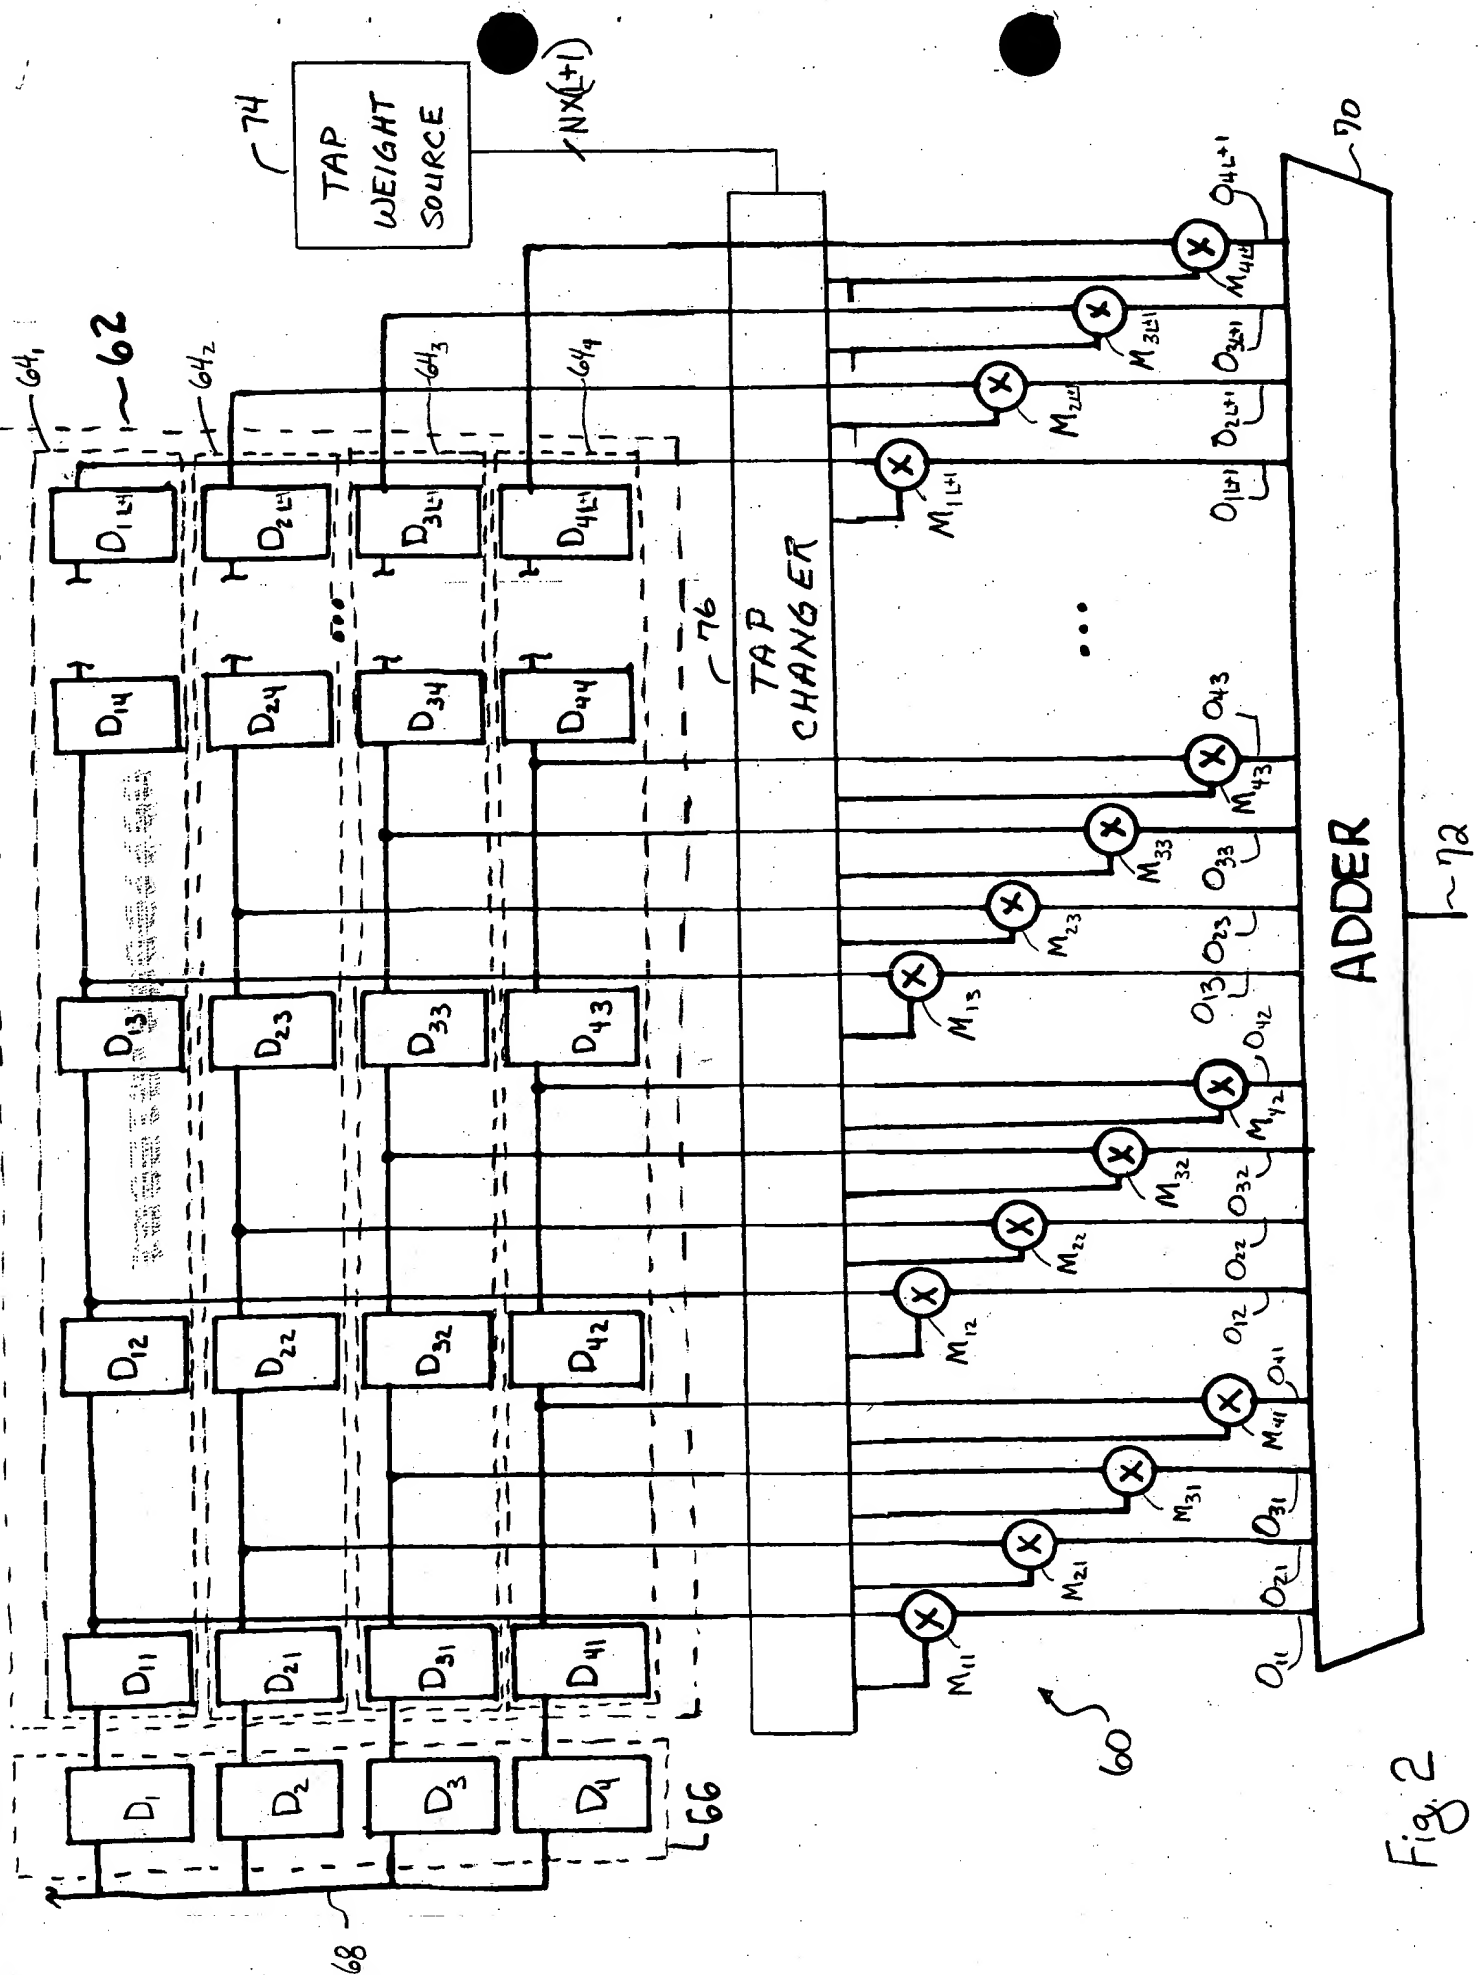 64₁
62
64₂
64₃
64₄
74
TAP
WEIGHT
SOURCE
NX(L+1)
D₁
D₁₁
D₁₂
D₁₃
D₁₄
D₁L+1
D₂
D₂₁
D₂₂
D₂₃
D₂₄
D₂L+1
D₃
D₃₁
D₃₂
D₃₃
D₃₄
D₃L+1
D₄
D₄₁
D₄₂
D₄₃
D₄₄
D₄L+1
66
68
76
TAP
CHANGER
M₁₁
M₂₁
M₃₁
M₄₁
M₁₂
M₂₂
M₃₂
M₄₂
M₁₃
M₂₃
M₃₃
M₄₃
...
M₁L+1
M₂L+1
M₃L+1
M₄L+1
O₁₁
O₂₁
O₃₁
O₄₁
O₁₂
O₂₂
O₃₂
O₄₂
O₁₃
O₂₃
O₃₃
O₄₃
O₁L+1
O₂L+1
O₃L+1
O₄L+1
ADDER
70
72
60
Fig. 2